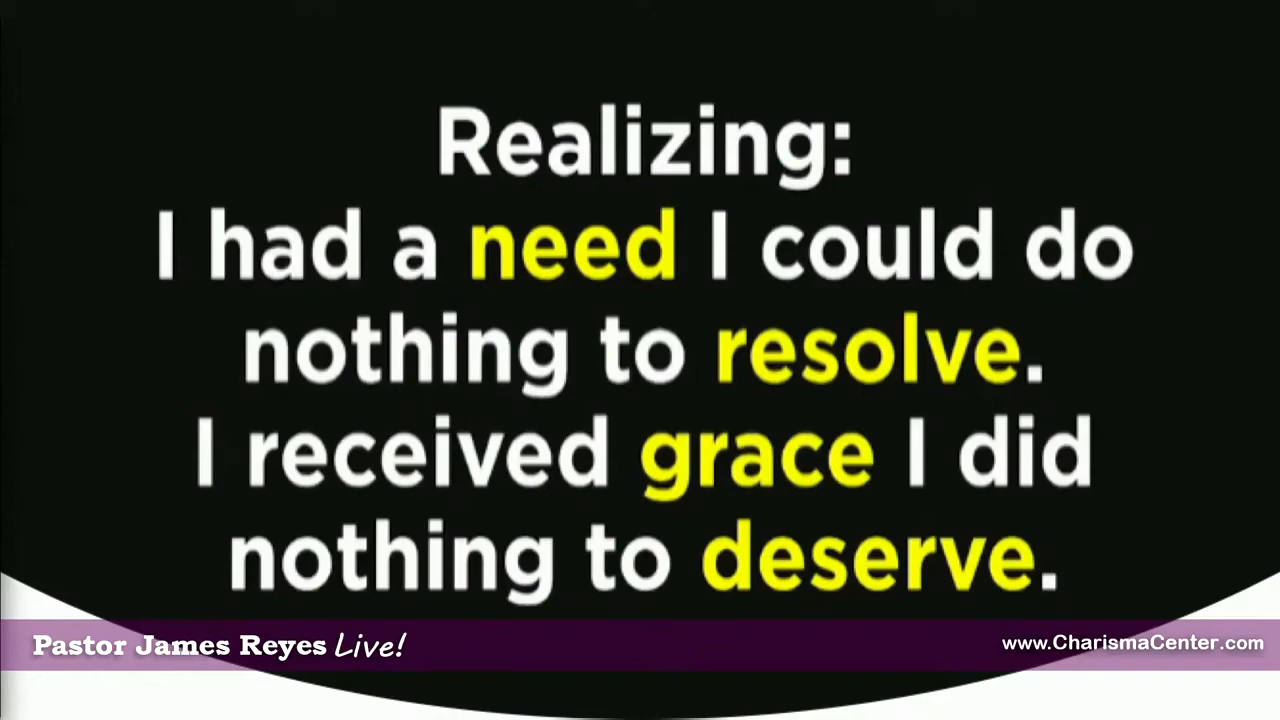 Realizing:
I had a need I could do
nothing to resolve.
I received grace I did
nothing to deserve.
Pastor James Reyes Live!
www.CharismaCenter.com